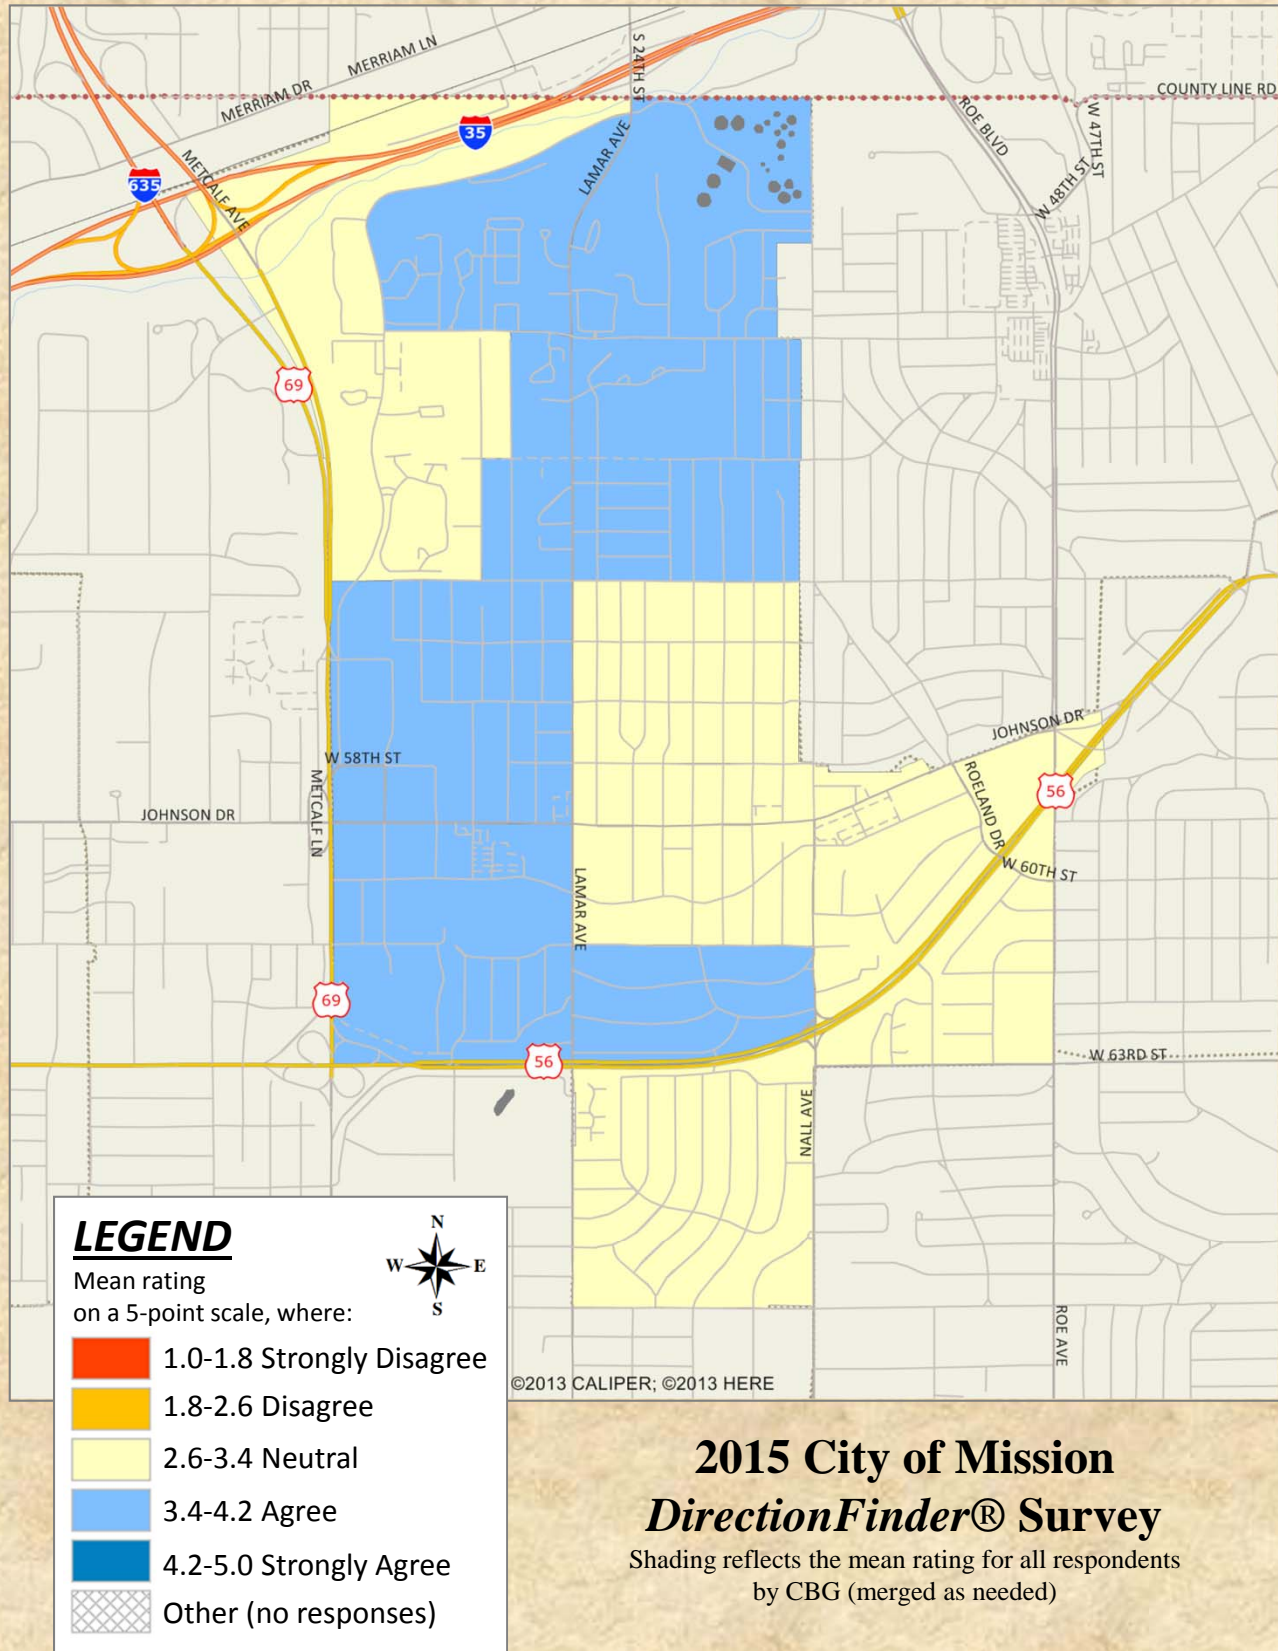 S 24TH ST
MERRIAM LN
MERRIAM DR
COUNTY LINE RD
35
ROE BLVD
W 47TH ST
LAMAR AVE
METCALF AVE
635
W 48TH ST
69
JOHNSON DR
W 58TH ST
ROELAND DR
56
METCALF LN
JOHNSON DR
W 60TH ST
LAMAR AVE
69
56
W 63RD ST
NALL AVE
ROE AVE
©2013 CALIPER; ©2013 HERE
LEGEND
N
W E
S
Mean rating
on a 5-point scale, where:
1.0-1.8 Strongly Disagree
1.8-2.6 Disagree
2.6-3.4 Neutral
3.4-4.2 Agree
4.2-5.0 Strongly Agree
Other (no responses)
2015 City of Mission
DirectionFinder® Survey
Shading reflects the mean rating for all respondents
by CBG (merged as needed)